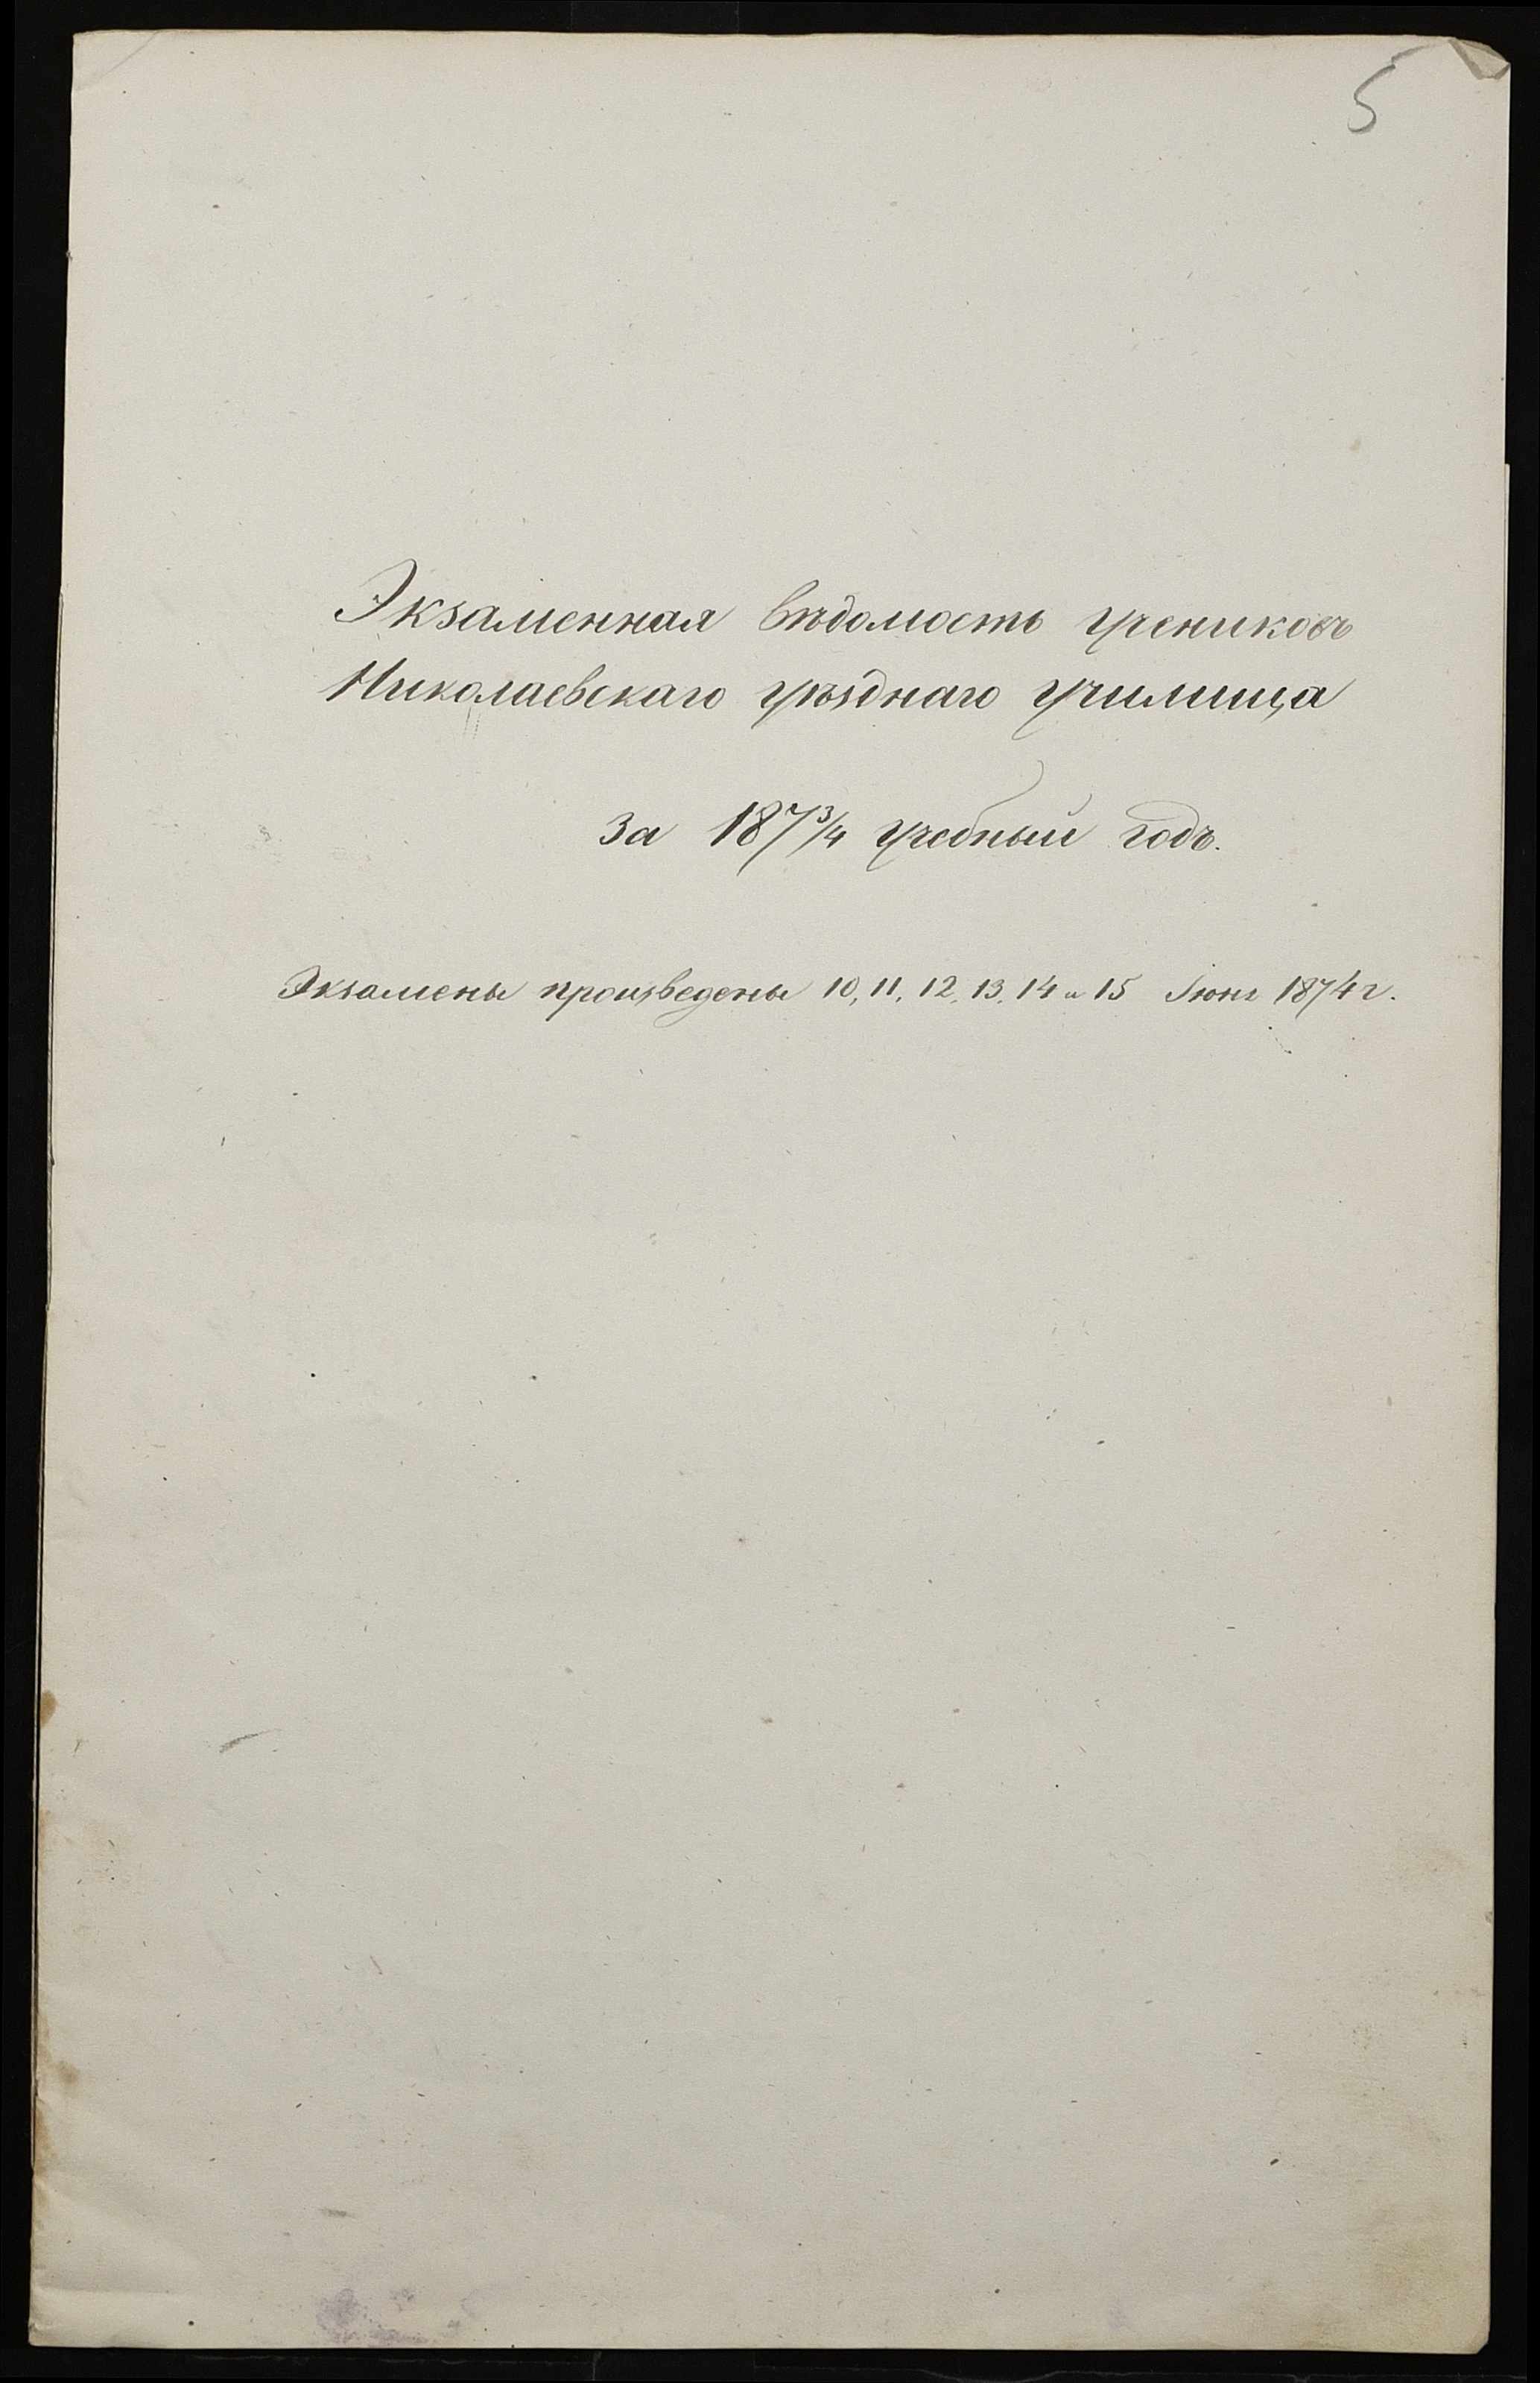 5
Экзаменная вѣдомость учениковъ
Николаевскаго уѣзднаго училища
за 187¾ учебный годъ.
Экзамены произведены 10, 11, 12, 13, 14 и 15 Іюня 1874 г.